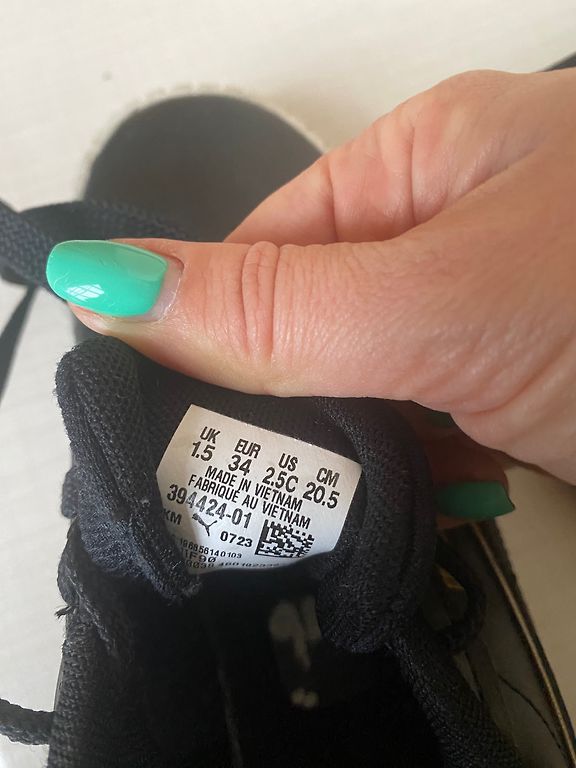 UK EUR US CM
1.5 34 2.5C 20.5
MADE IN VIETNAM
FABRIQUÉ AU VIETNAM
394424-01
KM 0723